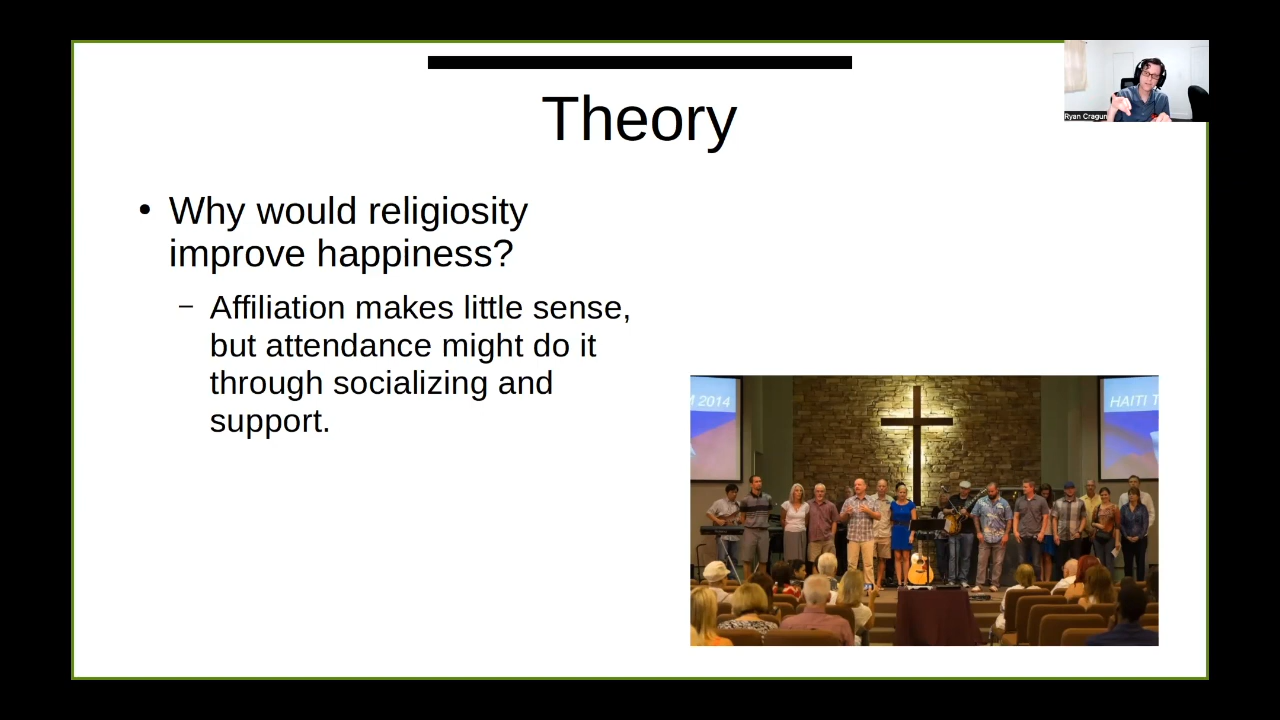 Theory
Ryan Cragun
• Why would religiosity
improve happiness?
– Affiliation makes little sense,
but attendance might do it
through socializing and
support.
2014
HAITI T